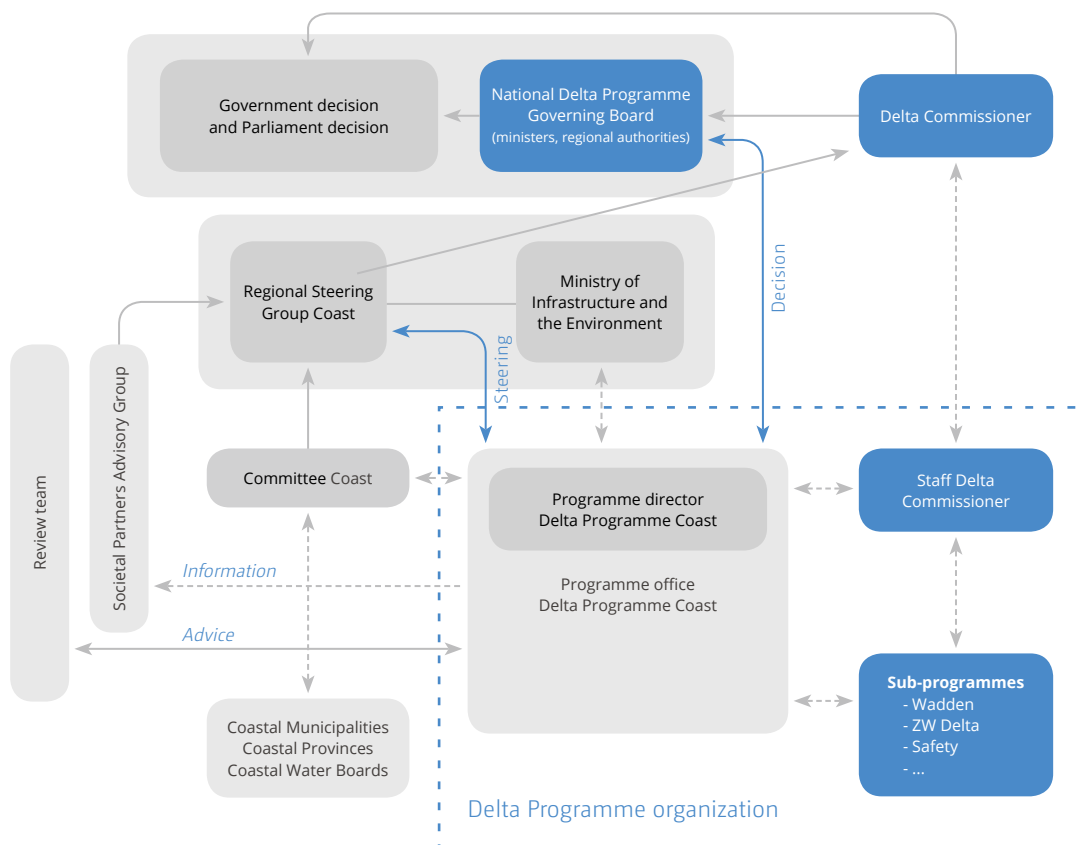 Government decision
and Parliament decision
National Delta Programme
Governing Board
(ministers, regional authorities)
Delta Commissioner
Regional Steering
Group Coast
Ministry of
Infrastructure and
the Environment
Decision
Steering
Review team
Societal Partners Advisory Group
Committee Coast
Programme director
Delta Programme Coast
Staff Delta
Commissioner
Information
Programme office
Delta Programme Coast
Advice
Sub-programmes
- Wadden
- ZW Delta
- Safety
- ...
Coastal Municipalities
Coastal Provinces
Coastal Water Boards
Delta Programme organization